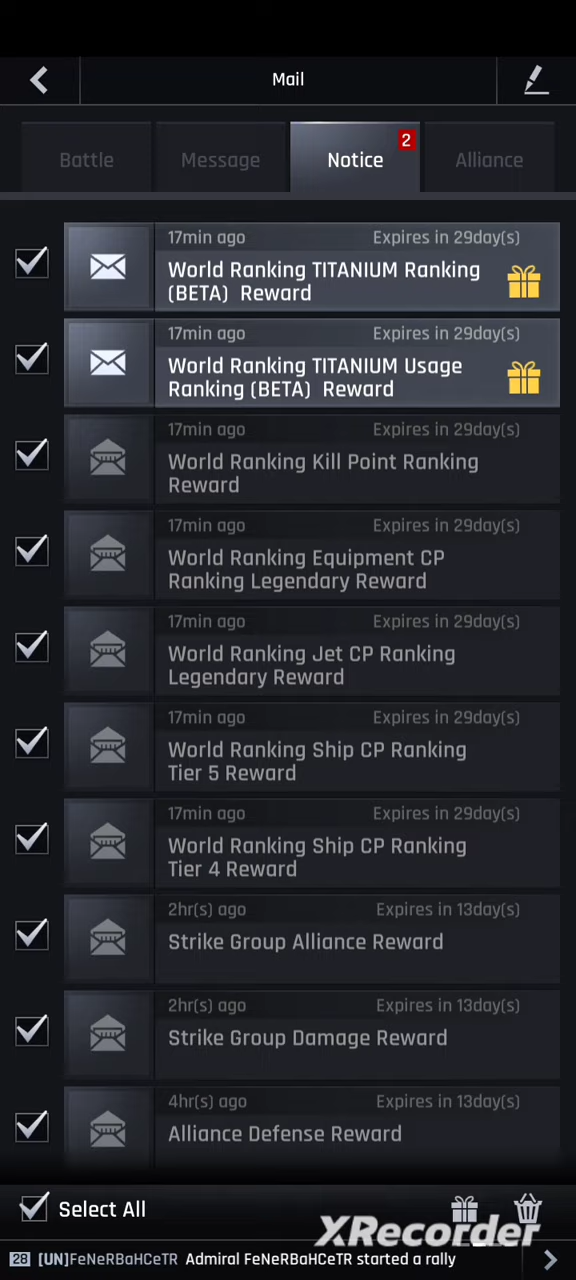 Mail
Battle
Message
Notice
2
Alliance
17min ago
Expires in 29day(s)
World Ranking TITANIUM Ranking
(BETA)  Reward
17min ago
Expires in 29day(s)
World Ranking TITANIUM Usage
Ranking (BETA)  Reward
17min ago
Expires in 29day(s)
World Ranking Kill Point Ranking
Reward
17min ago
Expires in 29day(s)
World Ranking Equipment CP
Ranking Legendary Reward
17min ago
Expires in 29day(s)
World Ranking Jet CP Ranking
Legendary Reward
17min ago
Expires in 29day(s)
World Ranking Ship CP Ranking
Tier 5 Reward
17min ago
Expires in 29day(s)
World Ranking Ship CP Ranking
Tier 4 Reward
2hr(s) ago
Expires in 13day(s)
Strike Group Alliance Reward
2hr(s) ago
Expires in 13day(s)
Strike Group Damage Reward
4hr(s) ago
Expires in 13day(s)
Alliance Defense Reward
Select All
XRecorder
28 [UN]FeNeRBaHCeTR Admiral FeNeRBaHCeTR started a rally